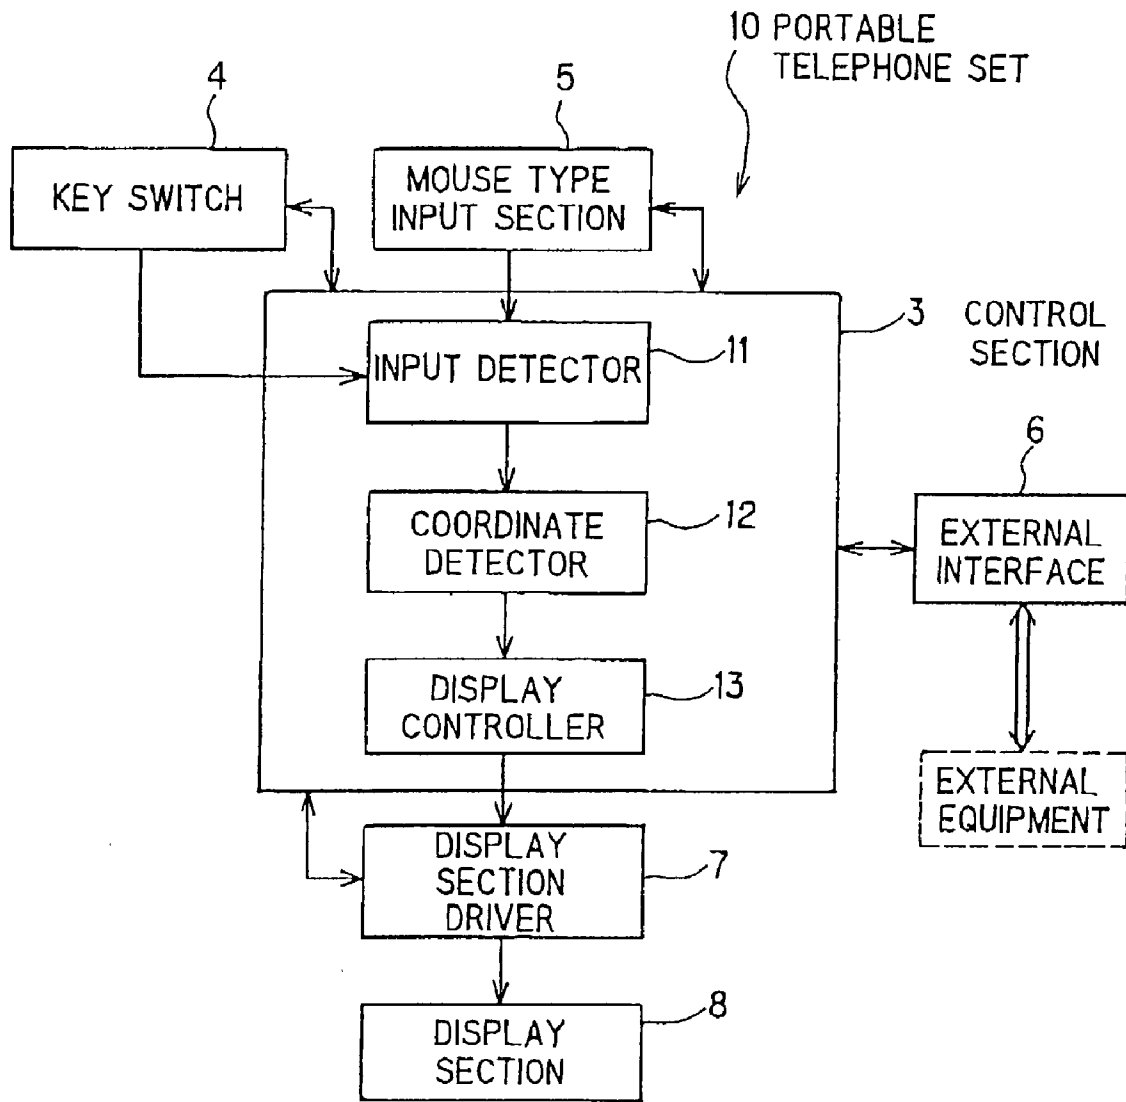 10 PORTABLE
TELEPHONE SET
4
5
KEY SWITCH
MOUSE TYPE
INPUT SECTION
3 CONTROL
SECTION
INPUT DETECTOR
11
6
COORDINATE
DETECTOR
12
EXTERNAL
INTERFACE
DISPLAY
CONTROLLER
13
EXTERNAL
EQUIPMENT
DISPLAY
SECTION
DRIVER
7
DISPLAY
SECTION
8